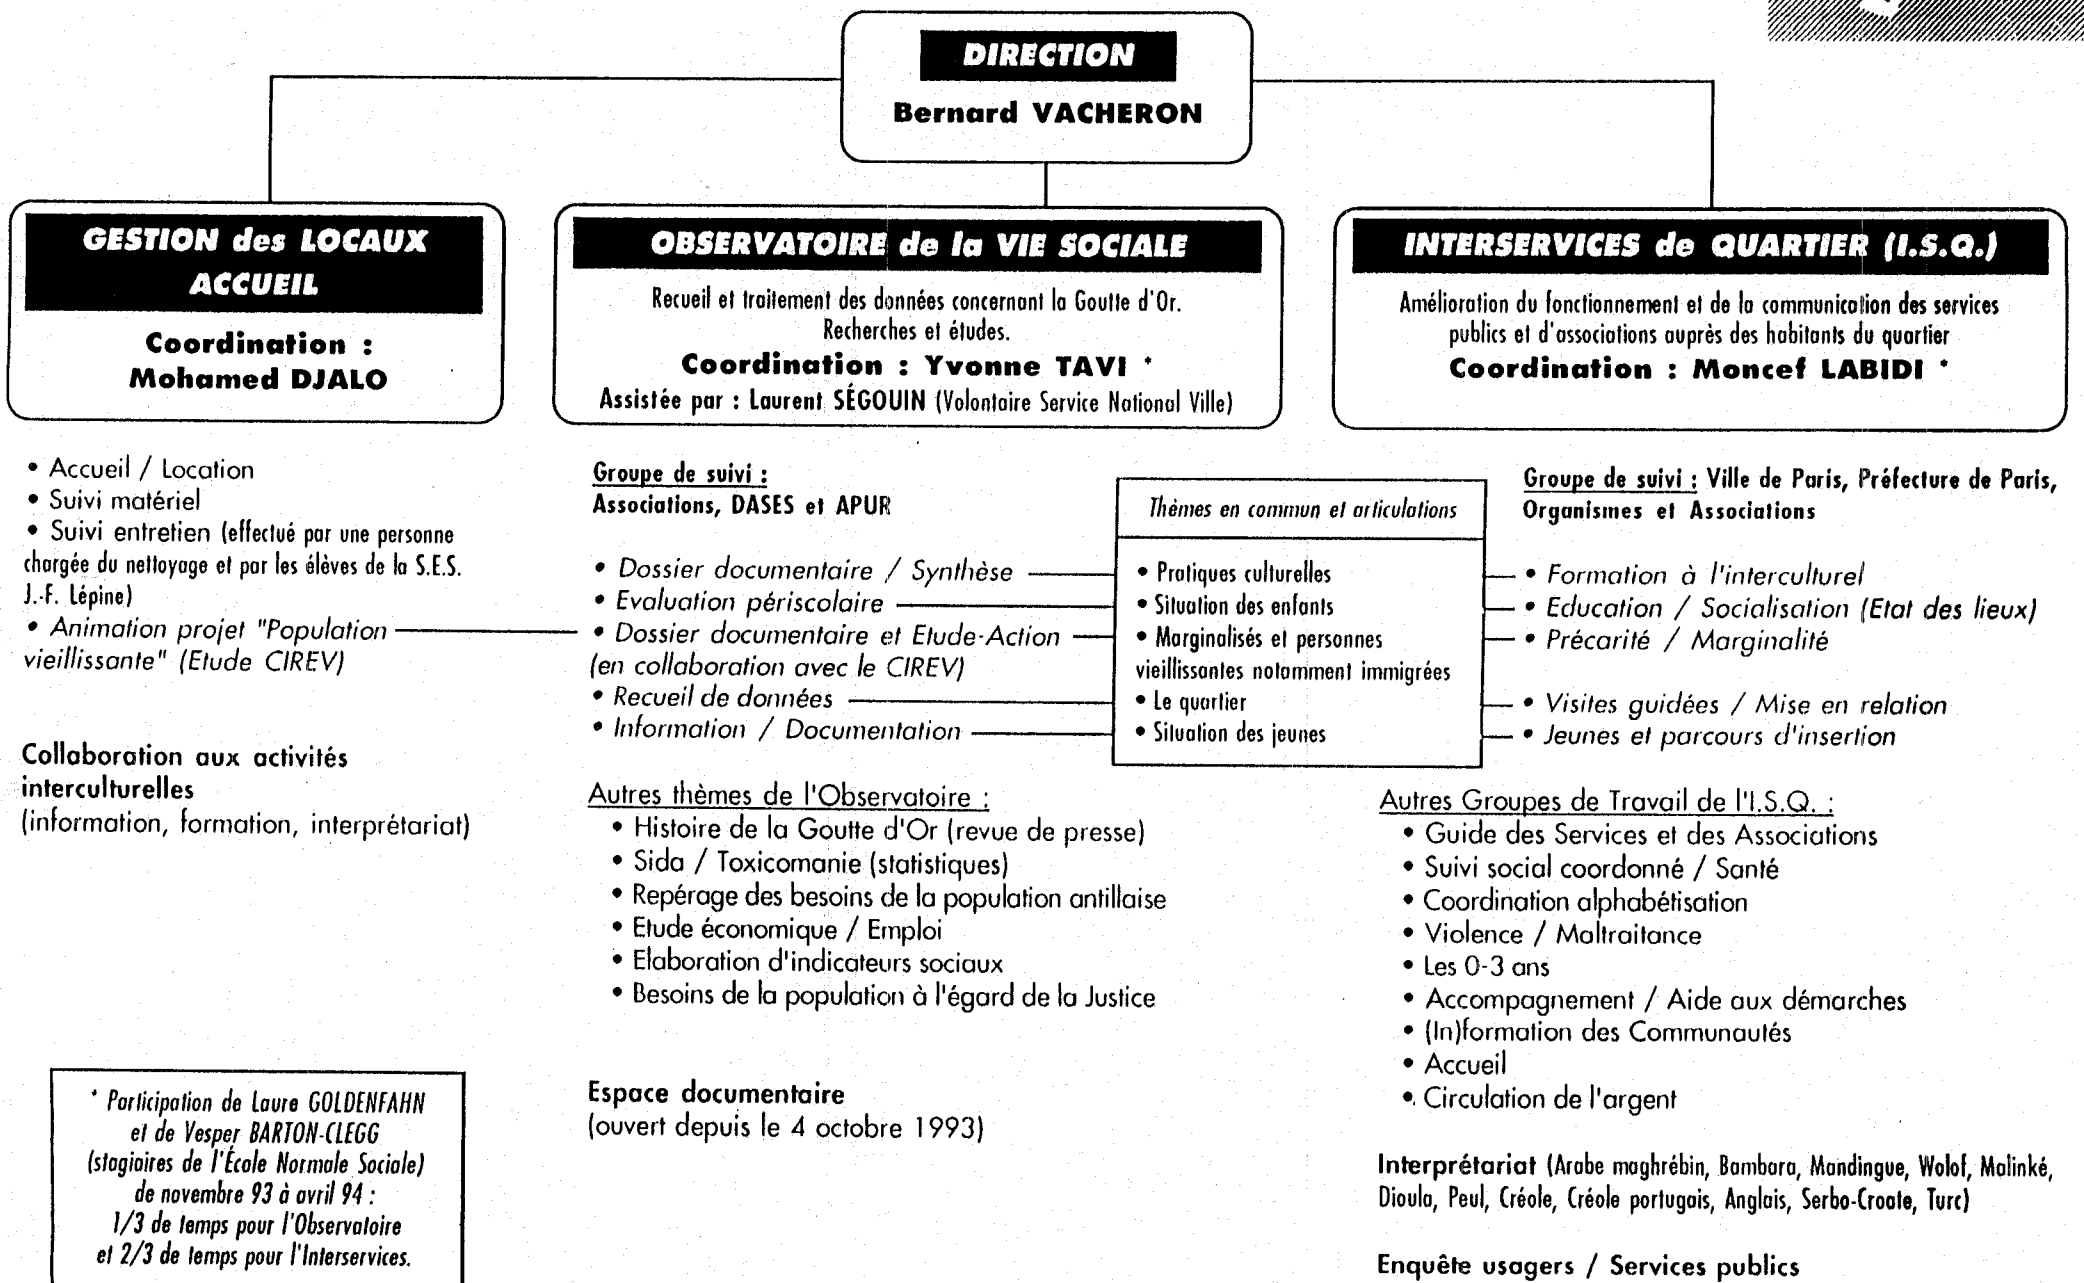 DIRECTION
Bernard VACHERON
GESTION des LOCAUX
ACCUEIL
Coordination :
Mohamed DJALO
• Accueil / Location
• Suivi matériel
• Suivi entretien (effectué par une personne
chargée du nettoyage et par les élèves de la S.E.S.
J.-F. Lépine)
• Animation projet "Population
vieillissante" (Etude CIREV)
Collaboration aux activités
interculturelles
(information, formation, interprétariat)
* Participation de Laure GOLDENFAHN
et de Vesper BARTON-CLEGG
(stagiaires de l'École Normale Sociale)
de novembre 93 à avril 94 :
1/3 de temps pour l'Observatoire
et 2/3 de temps pour l'Interservices.
OBSERVATOIRE de la VIE SOCIALE
Recueil et traitement des données concernant la Goutte d'Or.
Recherches et études.
Coordination : Yvonne TAVI *
Assistée par : Laurent SÉGOUIN (Volontaire Service National Ville)
Groupe de suivi :
Associations, DASES et APUR
• Dossier documentaire / Synthèse
• Evaluation périscolaire
• Dossier documentaire et Etude-Action
(en collaboration avec le CIREV)
• Recueil de données
• Information / Documentation
Autres thèmes de l'Observatoire :
• Histoire de la Goutte d'Or (revue de presse)
• Sida / Toxicomanie (statistiques)
• Repérage des besoins de la population antillaise
• Etude économique / Emploi
• Elaboration d'indicateurs sociaux
• Besoins de la population à l'égard de la Justice
Espace documentaire
(ouvert depuis le 4 octobre 1993)
Thèmes en commun et articulations
• Pratiques culturelles
• Situation des enfants
• Marginalisés et personnes
vieillissantes notamment immigrées
• Le quartier
• Situation des jeunes
INTERSERVICES de QUARTIER (I.S.Q.)
Amélioration du fonctionnement et de la communication des services
publics et d'associations auprès des habitants du quartier
Coordination : Moncef LABIDI *
Groupe de suivi : Ville de Paris, Préfecture de Paris,
Organismes et Associations
• Formation à l'interculturel
• Education / Socialisation (Etat des lieux)
• Précarité / Marginalité
• Visites guidées / Mise en relation
• Jeunes et parcours d'insertion
Autres Groupes de Travail de l'I.S.Q. :
• Guide des Services et des Associations
• Suivi social coordonné / Santé
• Coordination alphabétisation
• Violence / Maltraitance
• Les 0-3 ans
• Accompagnement / Aide aux démarches
• (In)formation des Communautés
• Accueil
• Circulation de l'argent
Interprétariat (Arabe maghrébin, Bambara, Mandingue, Wolof, Malinké,
Dioula, Peul, Créole, Créole portugais, Anglais, Serbo-Croate, Turc)
Enquête usagers / Services publics